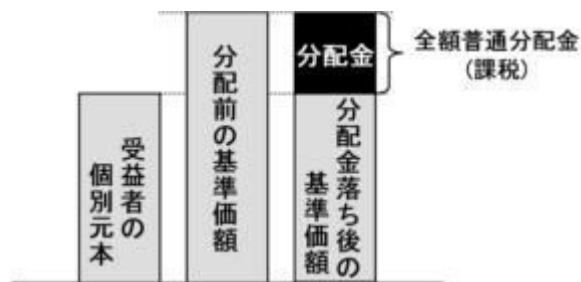 受益者の
個別元本
分配前の基準価額
分配金
分配金落ち後の
基準価額
全額普通分配金
(課税)